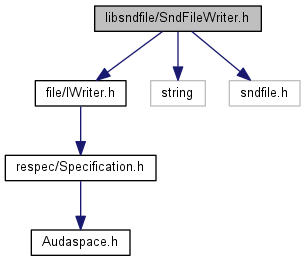 libsndfile/SndFileWriter.h
file/IWriter.h
string
sndfile.h
respec/Specification.h
Audaspace.h